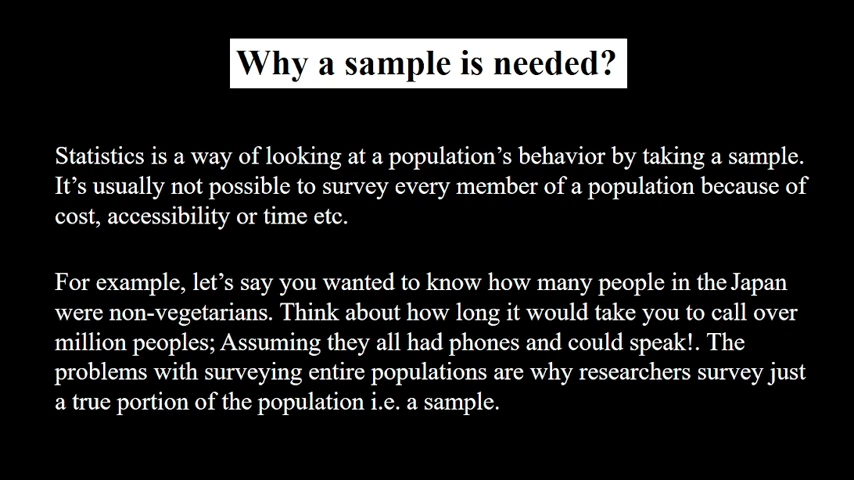 Why a sample is needed?
Statistics is a way of looking at a population’s behavior by taking a sample.
It’s usually not possible to survey every member of a population because of
cost, accessibility or time etc.
For example, let’s say you wanted to know how many people in the Japan
were non-vegetarians. Think about how long it would take you to call over
million peoples; Assuming they all had phones and could speak!. The
problems with surveying entire populations are why researchers survey just
a true portion of the population i.e. a sample.